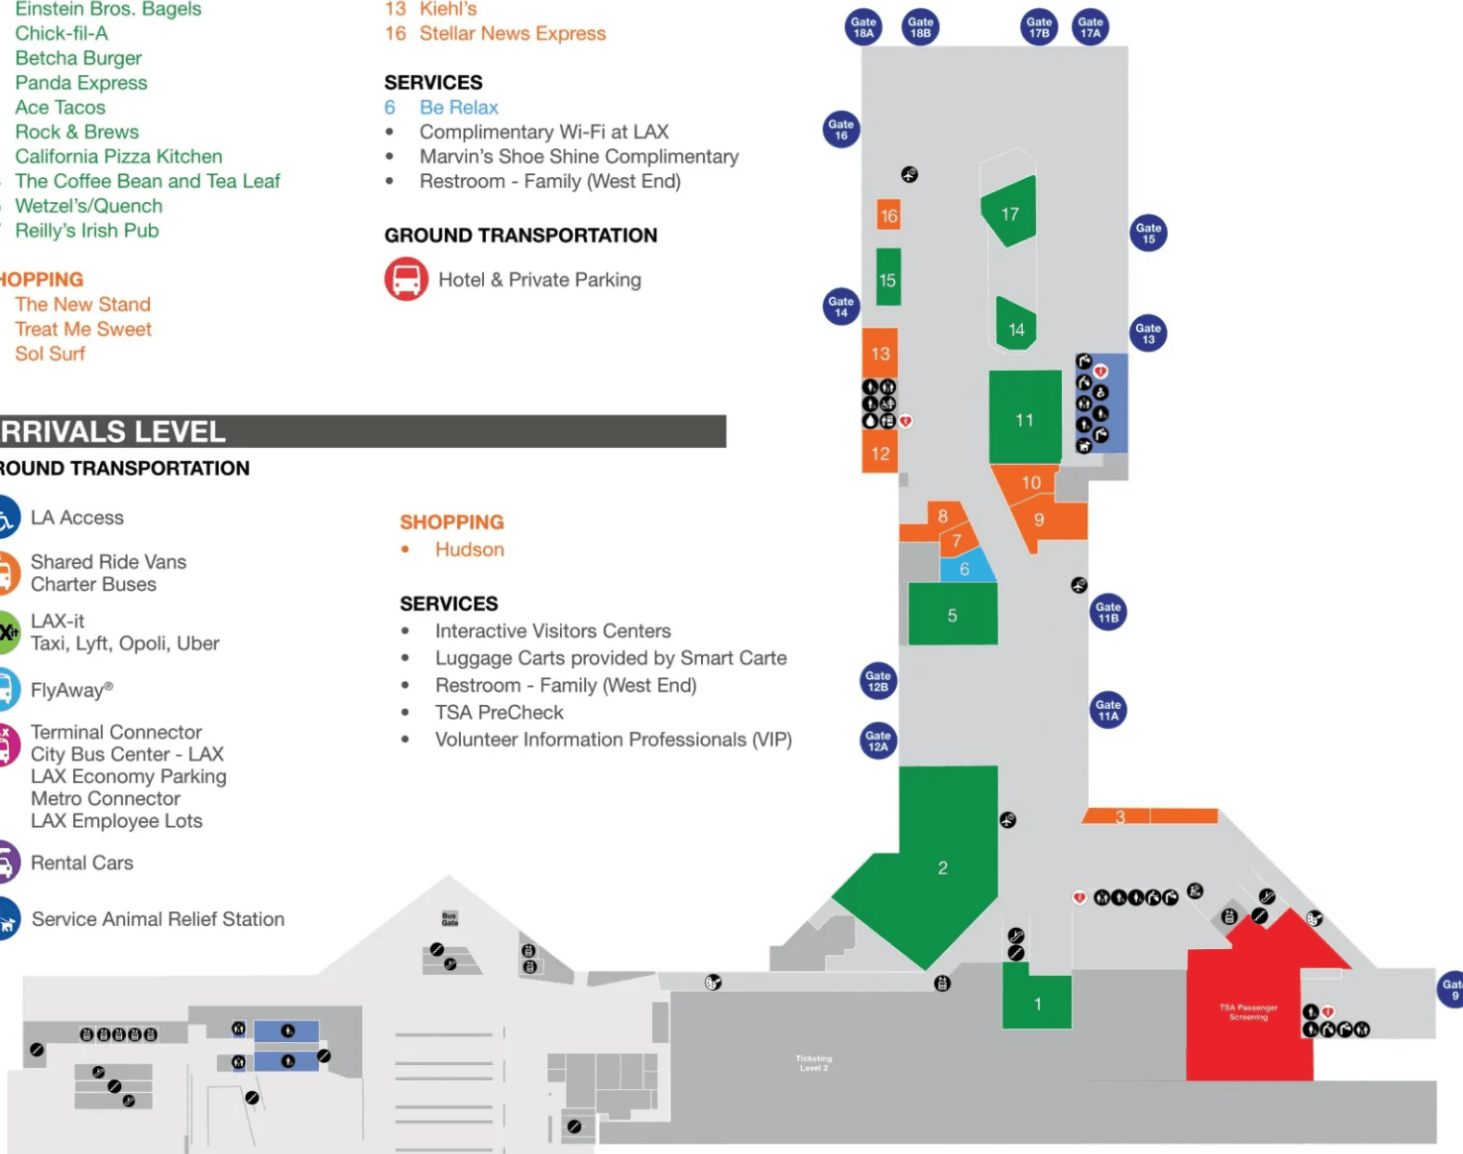 Einstein Bros. Bagels
Chick-fil-A
Betcha Burger
Panda Express
Ace Tacos
Rock & Brews
California Pizza Kitchen
The Coffee Bean and Tea Leaf
Wetzel's/Quench
Reilly's Irish Pub
HOPPING
The New Stand
Treat Me Sweet
Sol Surf
13 Kiehl's
16 Stellar News Express
SERVICES
6 Be Relax
• Complimentary Wi-Fi at LAX
• Marvin's Shoe Shine Complimentary
• Restroom - Family (West End)
GROUND TRANSPORTATION
Hotel & Private Parking
RRIVALS LEVEL
ROUND TRANSPORTATION
LA Access
Shared Ride Vans
Charter Buses
LAX-it
Taxi, Lyft, Opoli, Uber
FlyAway®
Terminal Connector
City Bus Center - LAX
LAX Economy Parking
Metro Connector
LAX Employee Lots
Rental Cars
Service Animal Relief Station
SHOPPING
• Hudson
SERVICES
• Interactive Visitors Centers
• Luggage Carts provided by Smart Carte
• Restroom - Family (West End)
• TSA PreCheck
• Volunteer Information Professionals (VIP)
Gate
18A
Gate
18B
Gate
17B
Gate
17A
Gate
16
16
17
Gate
15
15
Gate
14
14
Gate
13
13
11
12
10
8
9
7
6
5
Gate
11B
Gate
12B
Gate
11A
Gate
12A
3
2
Bus
Gate
1
TSA Passenger
Screening
Gat
9
Ticketing
Level 2